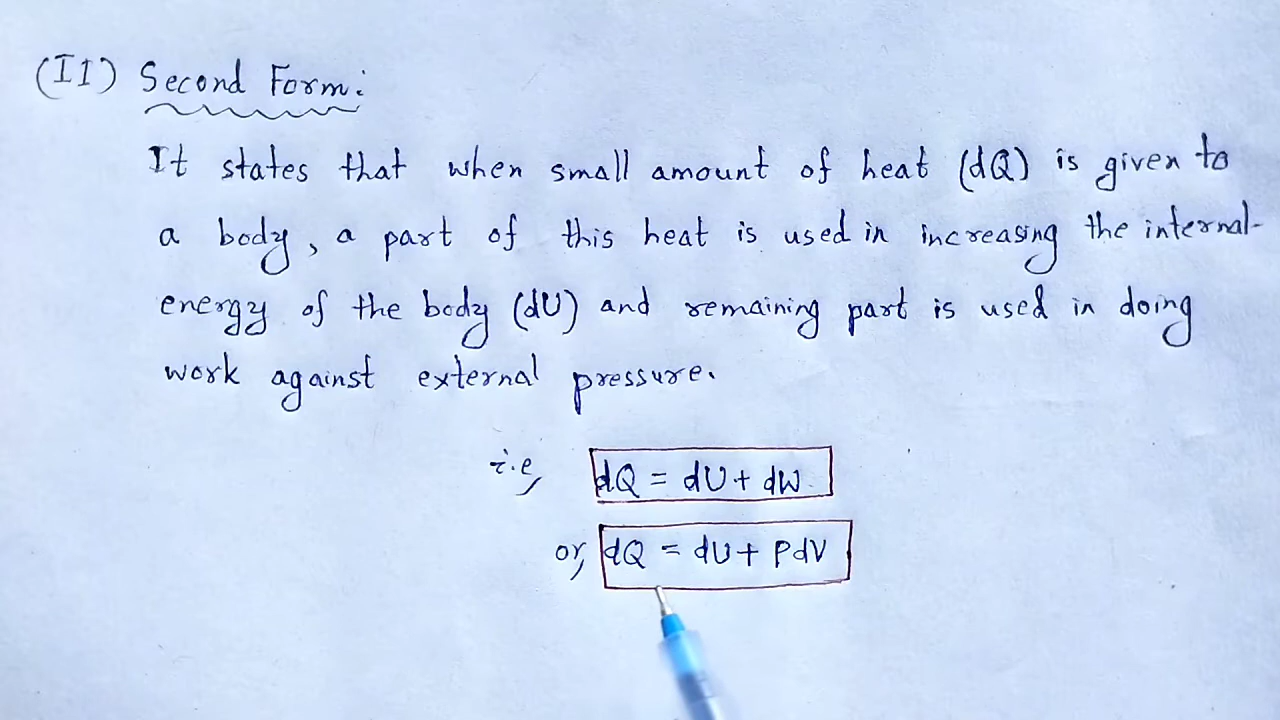 (II) Second Form:
It states that when small amount of heat (dQ) is given to
a body, a part of this heat is used in increasing the internal-
energy of the body (dU) and remaining part is used in doing
work against external pressure.
i.e, dQ = dU + dW
or, dQ = dU + PdV